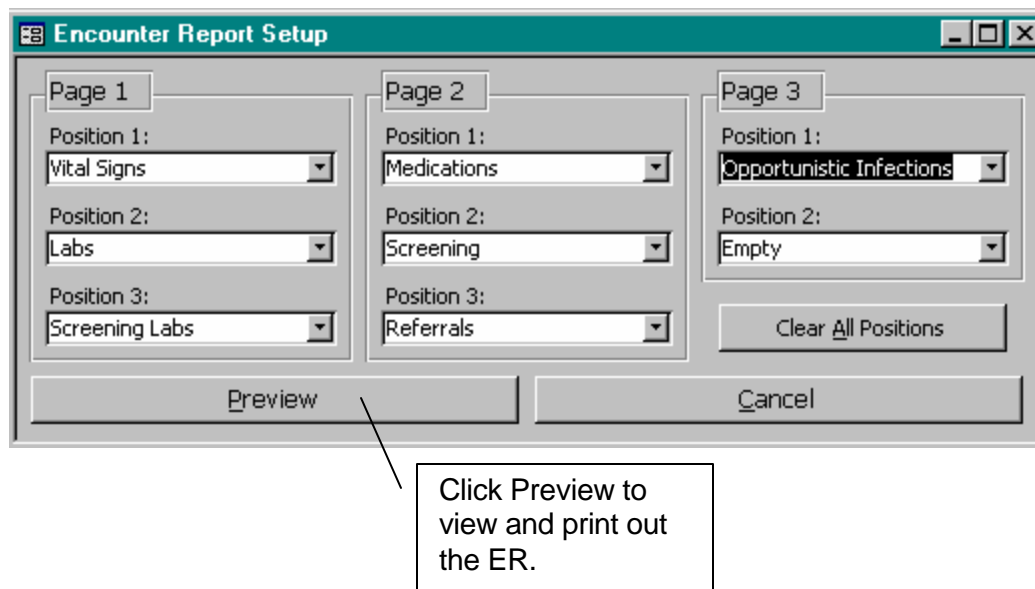 Encounter Report Setup
Page 1
Position 1:
Vital Signs
Position 2:
Labs
Position 3:
Screening Labs
Page 2
Position 1:
Medications
Position 2:
Screening
Position 3:
Referrals
Page 3
Position 1:
Opportunistic Infections
Position 2:
Empty
Clear All Positions
Preview
Cancel
Click Preview to
view and print out
the ER.